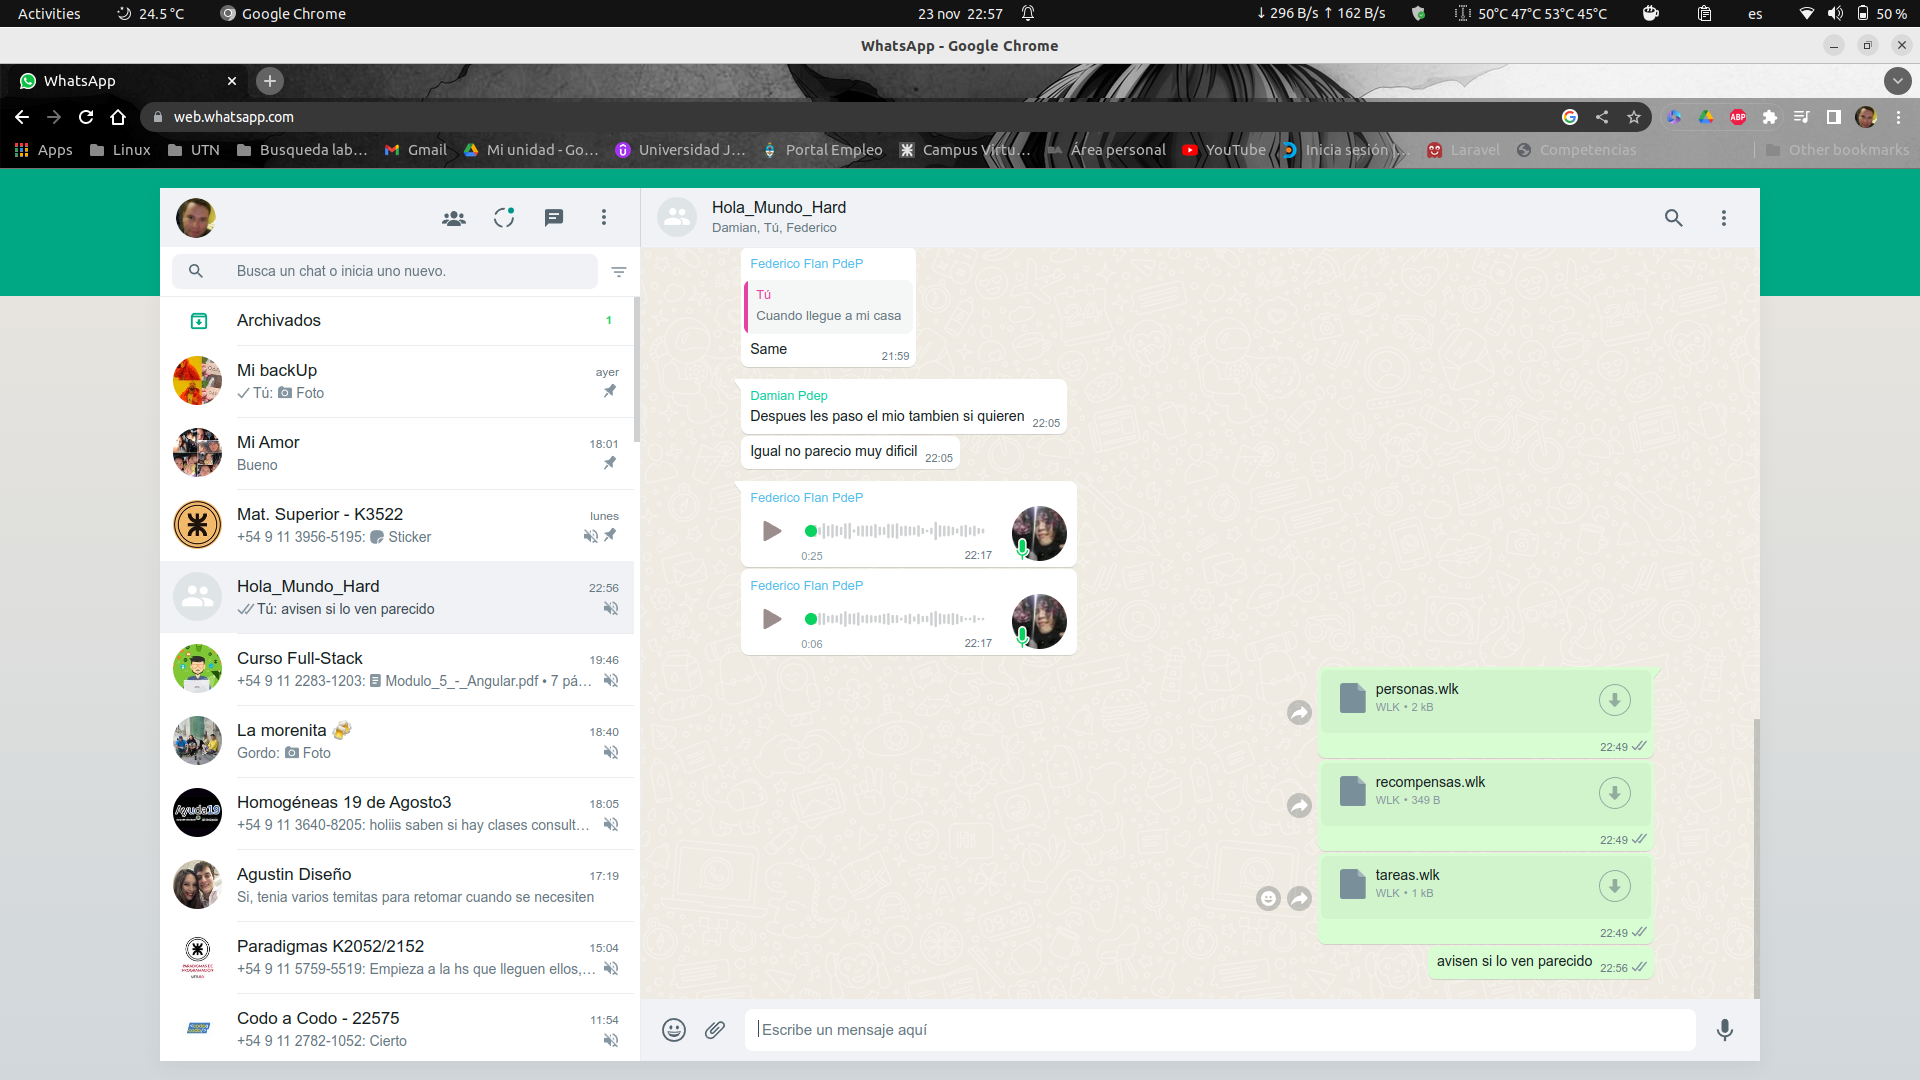 Activities
24.5 °C
Google Chrome
23 nov 22:57
↓ 296 B/s ↑ 162 B/s
50°C 47°C 53°C 45°C
es
50 %
WhatsApp - Google Chrome
WhatsApp
web.whatsapp.com
ABP
Apps
Linux
UTN
Busqueda lab...
Gmail
Mi unidad - Go...
Universidad J...
Portal Empleo
Campus Virtu...
Área personal
YouTube
Inicia sesión |...
Laravel
Competencias
Other bookmarks
Busca un chat o inicia uno nuevo.
Archivados
1
Mi backUp
ayer
Tú: Foto
Mi Amor
18:01
Bueno
Mat. Superior - K3522
lunes
+54 9 11 3956-5195: Sticker
Hola_Mundo_Hard
22:56
Tú: avisen si lo ven parecido
Curso Full-Stack
19:46
+54 9 11 2283-1203: Modulo_5_-_Angular.pdf • 7 pá...
La morenita 🍻
18:40
Gordo: Foto
Ayuda19
Homogéneas 19 de Agosto3
18:05
+54 9 11 3640-8205: holiis saben si hay clases consult...
Agustin Diseño
17:19
Si, tenia varios temitas para retomar cuando se necesiten
Paradigmas K2052/2152
15:04
+54 9 11 5759-5519: Empieza a la hs que lleguen ellos,...
Codo a Codo - 22575
11:54
+54 9 11 2782-1052: Cierto
Hola_Mundo_Hard
Damian, Tú, Federico
Federico Flan PdeP
Tú
Cuando llegue a mi casa
Same
21:59
Damian Pdep
Despues les paso el mio tambien si quieren
22:05
Igual no parecio muy dificil
22:05
Federico Flan PdeP
0:25
22:17
Federico Flan PdeP
0:06
22:17
personas.wlk
WLK • 2 kB
22:49
recompensas.wlk
WLK • 349 B
22:49
tareas.wlk
WLK • 1 kB
22:49
avisen si lo ven parecido
22:56
Escribe un mensaje aquí